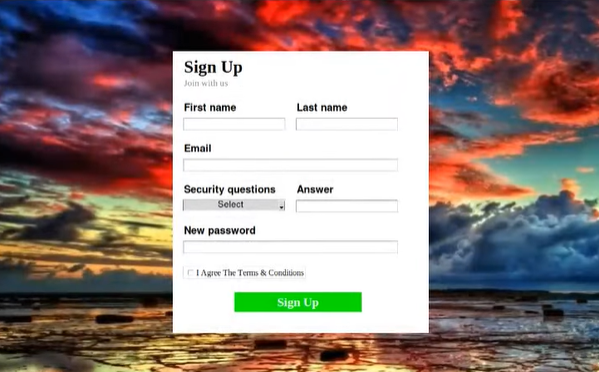 Sign Up
Join with us
First name Last name
Email
Security questions Answer
Select
New password
I Agree The Terms & Conditions
Sign Up